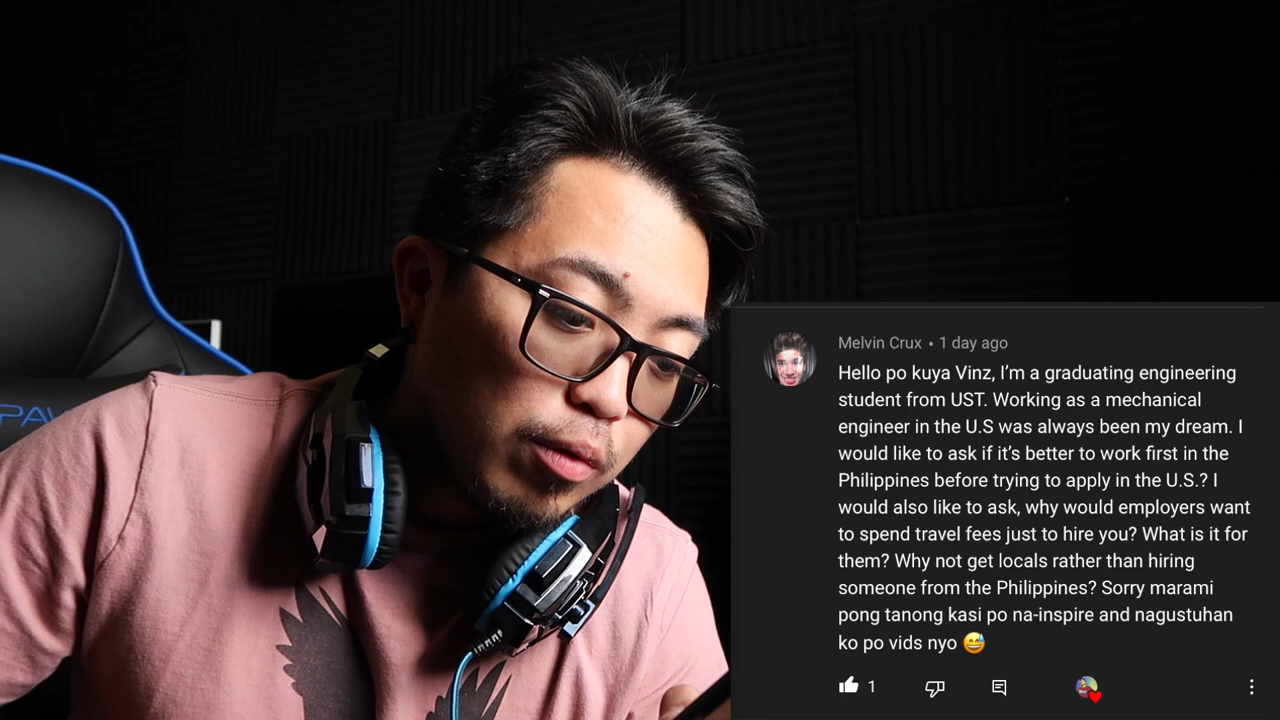 PAW
Melvin Crux • 1 day ago
Hello po kuya Vinz, I’m a graduating engineering
student from UST. Working as a mechanical
engineer in the U.S was always been my dream. I
would like to ask if it’s better to work first in the
Philippines before trying to apply in the U.S.? I
would also like to ask, why would employers want
to spend travel fees just to hire you? What is it for
them? Why not get locals rather than hiring
someone from the Philippines? Sorry marami
pong tanong kasi po na-inspire and nagustuhan
ko po vids nyo 😅
1